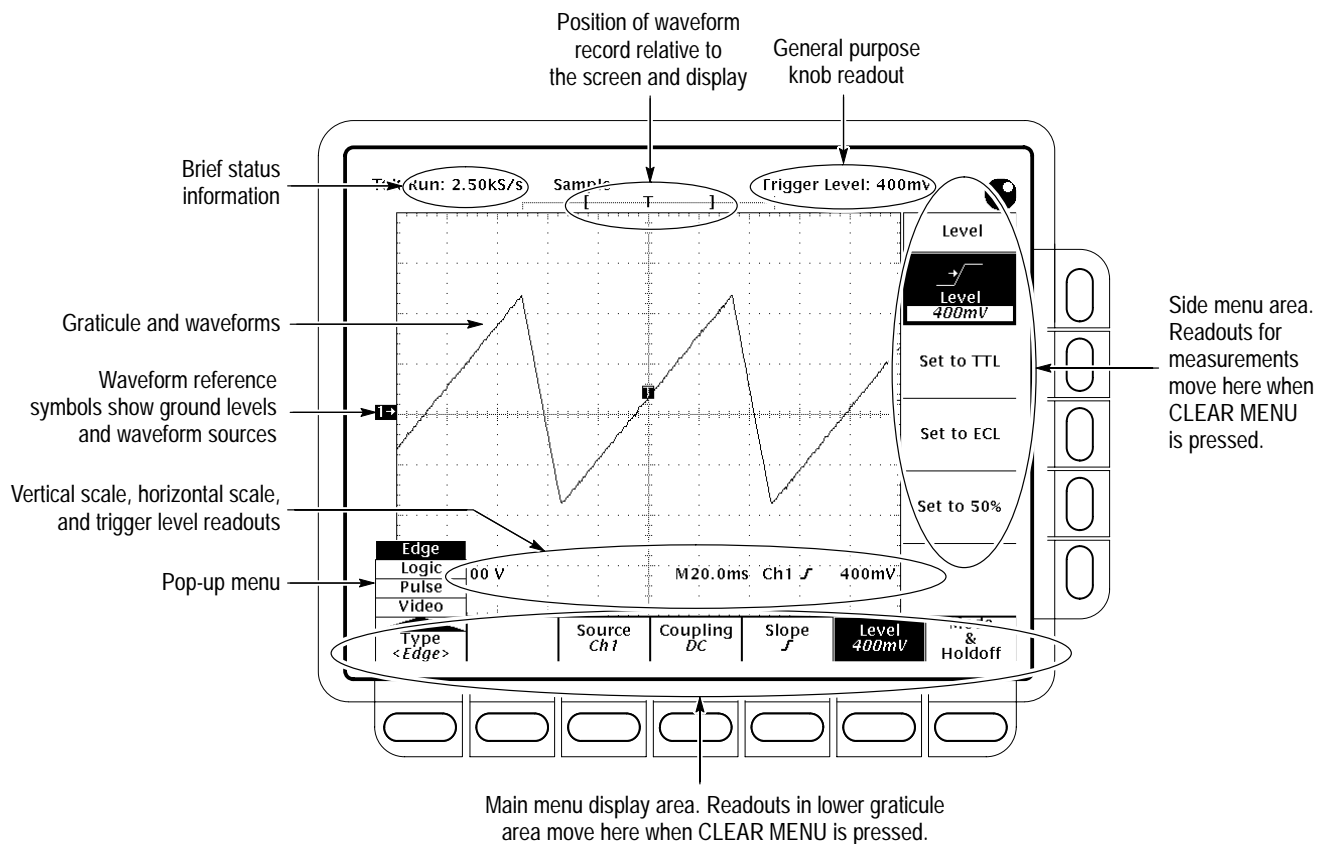 Position of waveform
record relative to
the screen and display
General purpose
knob readout
Brief status
information
Run: 2.50kS/s
Sample
Trigger Level: 400mV
[ T ]
Level
Level
400mV
Set to TTL
Set to ECL
Set to 50%
Side menu area.
Readouts for
measurements
move here when
CLEAR MENU
is pressed.
Graticule and waveforms
Waveform reference
symbols show ground levels
and waveform sources
1→
Vertical scale, horizontal scale,
and trigger level readouts
Pop-up menu
Edge
Logic
Pulse
Video
00 V
M20.0ms Ch1 400mV
Type
<Edge>
Source
Ch1
Coupling
DC
Slope
Level
400mV
Mode
&
Holdoff
Main menu display area. Readouts in lower graticule
area move here when CLEAR MENU is pressed.